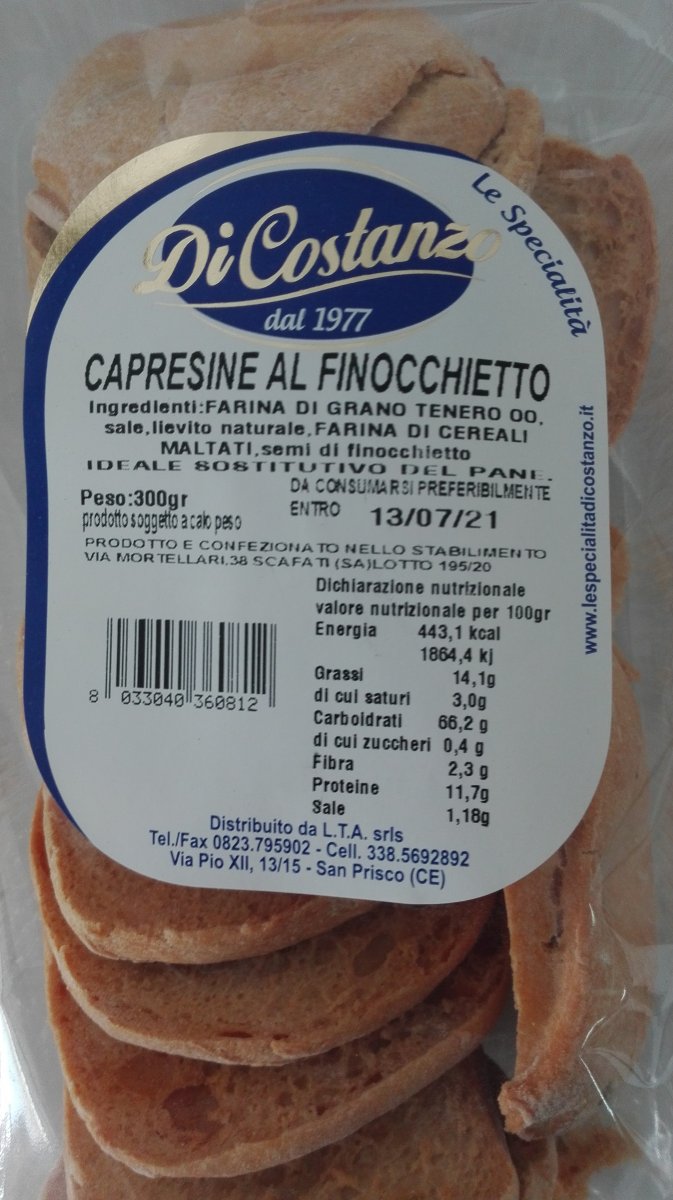 Di Costanzo
dal 1977
Le Specialità
CAPRESINE AL FINOCCHIETTO
Ingredienti:FARINA DI GRANO TENERO 00,
sale,lievito naturale,FARINA DI CEREALI
MALTATI,semi di finocchietto
IDEALE SOSTITUTIVO DEL PANE.
Peso:300gr
prodotto soggetto a calo peso
DA CONSUMARSI PREFERIBILMENTE
ENTRO 13/07/21
PRODOTTO E CONFEZIONATO NELLO STABILIMENTO
VIA MORTELLARI,38 SCAFATI (SA)LOTTO 195/20
Dichiarazione nutrizionale
valore nutrizionale per 100gr
Energia 443,1 kcal
1864,4 kj
Grassi 14,1g
di cui saturi 3,0g
Carboidrati 66,2 g
di cui zuccheri 0,4 g
Fibra 2,3 g
Proteine 11,7g
Sale 1,18g
8 033040 360812
www.lespecialitadicostanzo.it
Distribuito da L.T.A. srls
Tel./Fax 0823.795902 - Cell. 338.5692892
Via Pio XII, 13/15 - San Prisco (CE)